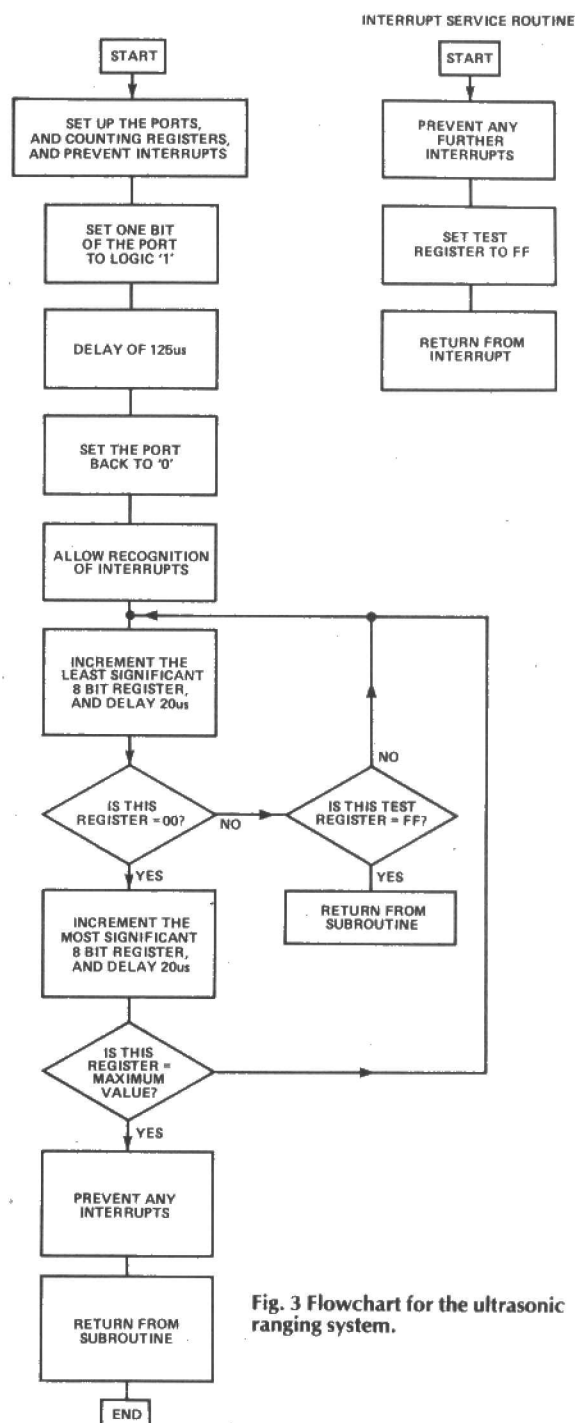 START
SET UP THE PORTS,
AND COUNTING REGISTERS,
AND PREVENT INTERRUPTS
SET ONE BIT
OF THE PORT
TO LOGIC '1'
DELAY OF 125us
SET THE PORT
BACK TO '0'
ALLOW RECOGNITION
OF INTERRUPTS
INCREMENT THE
LEAST SIGNIFICANT
8 BIT REGISTER,
AND DELAY 20us
IS THIS
REGISTER = 00?
NO
IS THIS TEST
REGISTER = FF?
NO
YES
RETURN FROM
SUBROUTINE
YES
INCREMENT THE
MOST SIGNIFICANT
8 BIT REGISTER,
AND DELAY 20us
IS THIS
REGISTER =
MAXIMUM
VALUE?
YES
PREVENT ANY
INTERRUPTS
RETURN FROM
SUBROUTINE
END
INTERRUPT SERVICE ROUTINE
START
PREVENT ANY
FURTHER
INTERRUPTS
SET TEST
REGISTER TO FF
RETURN FROM
INTERRUPT
Fig. 3 Flowchart for the ultrasonic
ranging system.